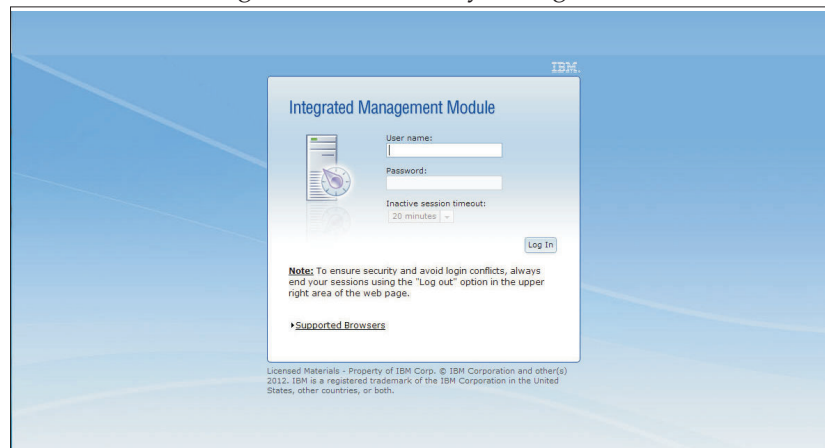 IBM.
Integrated Management Module
User name:
Password:
Inactive session timeout:
20 minutes
Log In
Note: To ensure security and avoid login conflicts, always
end your sessions using the "Log out" option in the upper
right area of the web page.
Supported Browsers
Licensed Materials - Property of IBM Corp. © IBM Corporation and other(s)
2012. IBM is a registered trademark of the IBM Corporation in the United
States, other countries, or both.